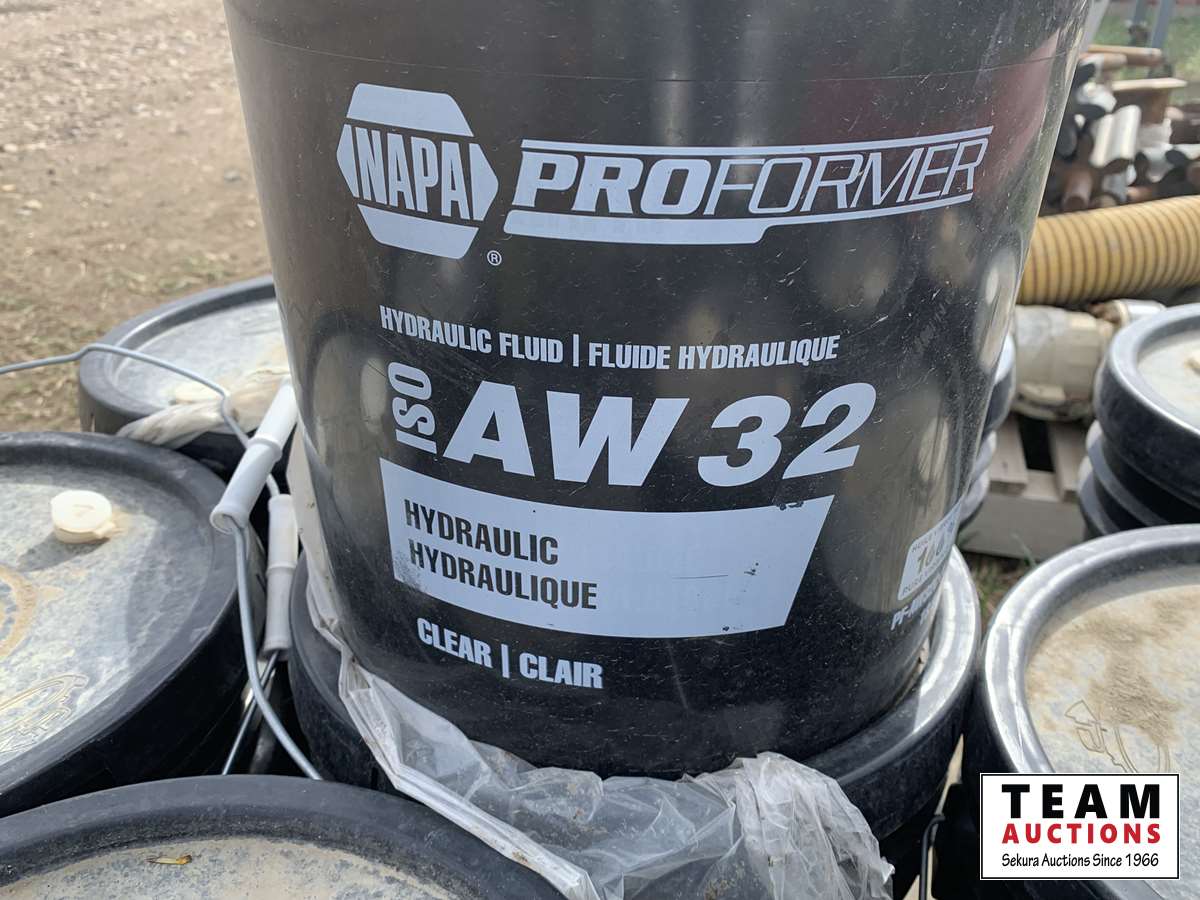 NAPA
PROFORMER
®
HYDRAULIC FLUID | FLUIDE HYDRAULIQUE
ISO AW 32
HYDRAULIC
HYDRAULIQUE
CLEAR | CLAIR
TEAM
AUCTIONS
Sekura Auctions Since 1966